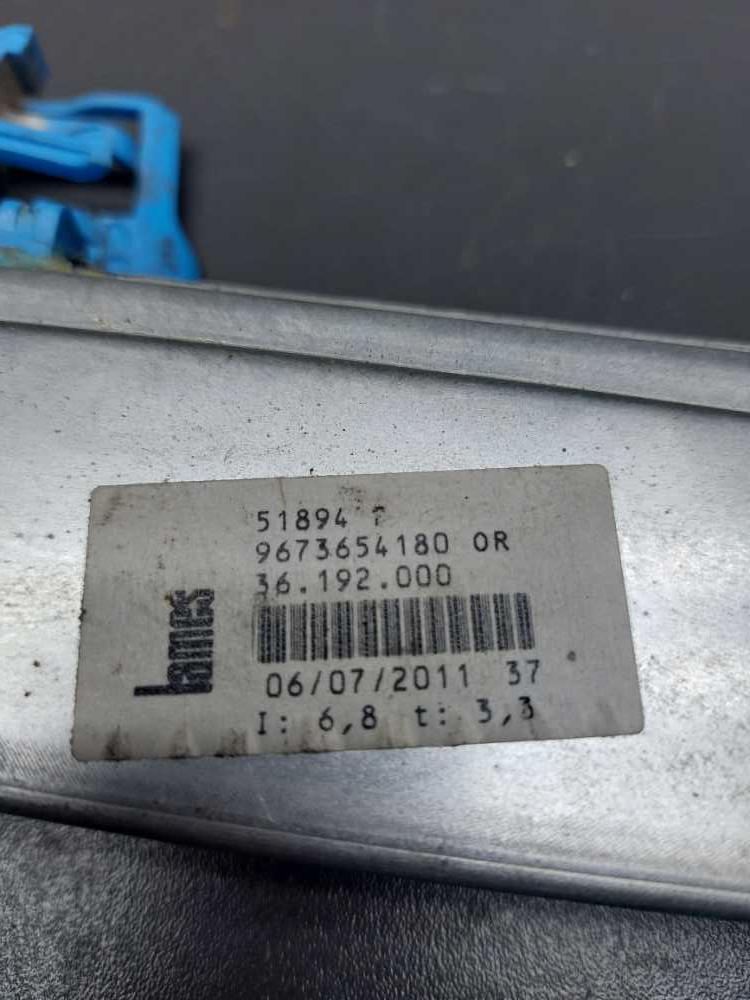 51894
9673654180 OR
36.192.000
Lames
06/07/2011 37
I: 6,8 t: 3,3